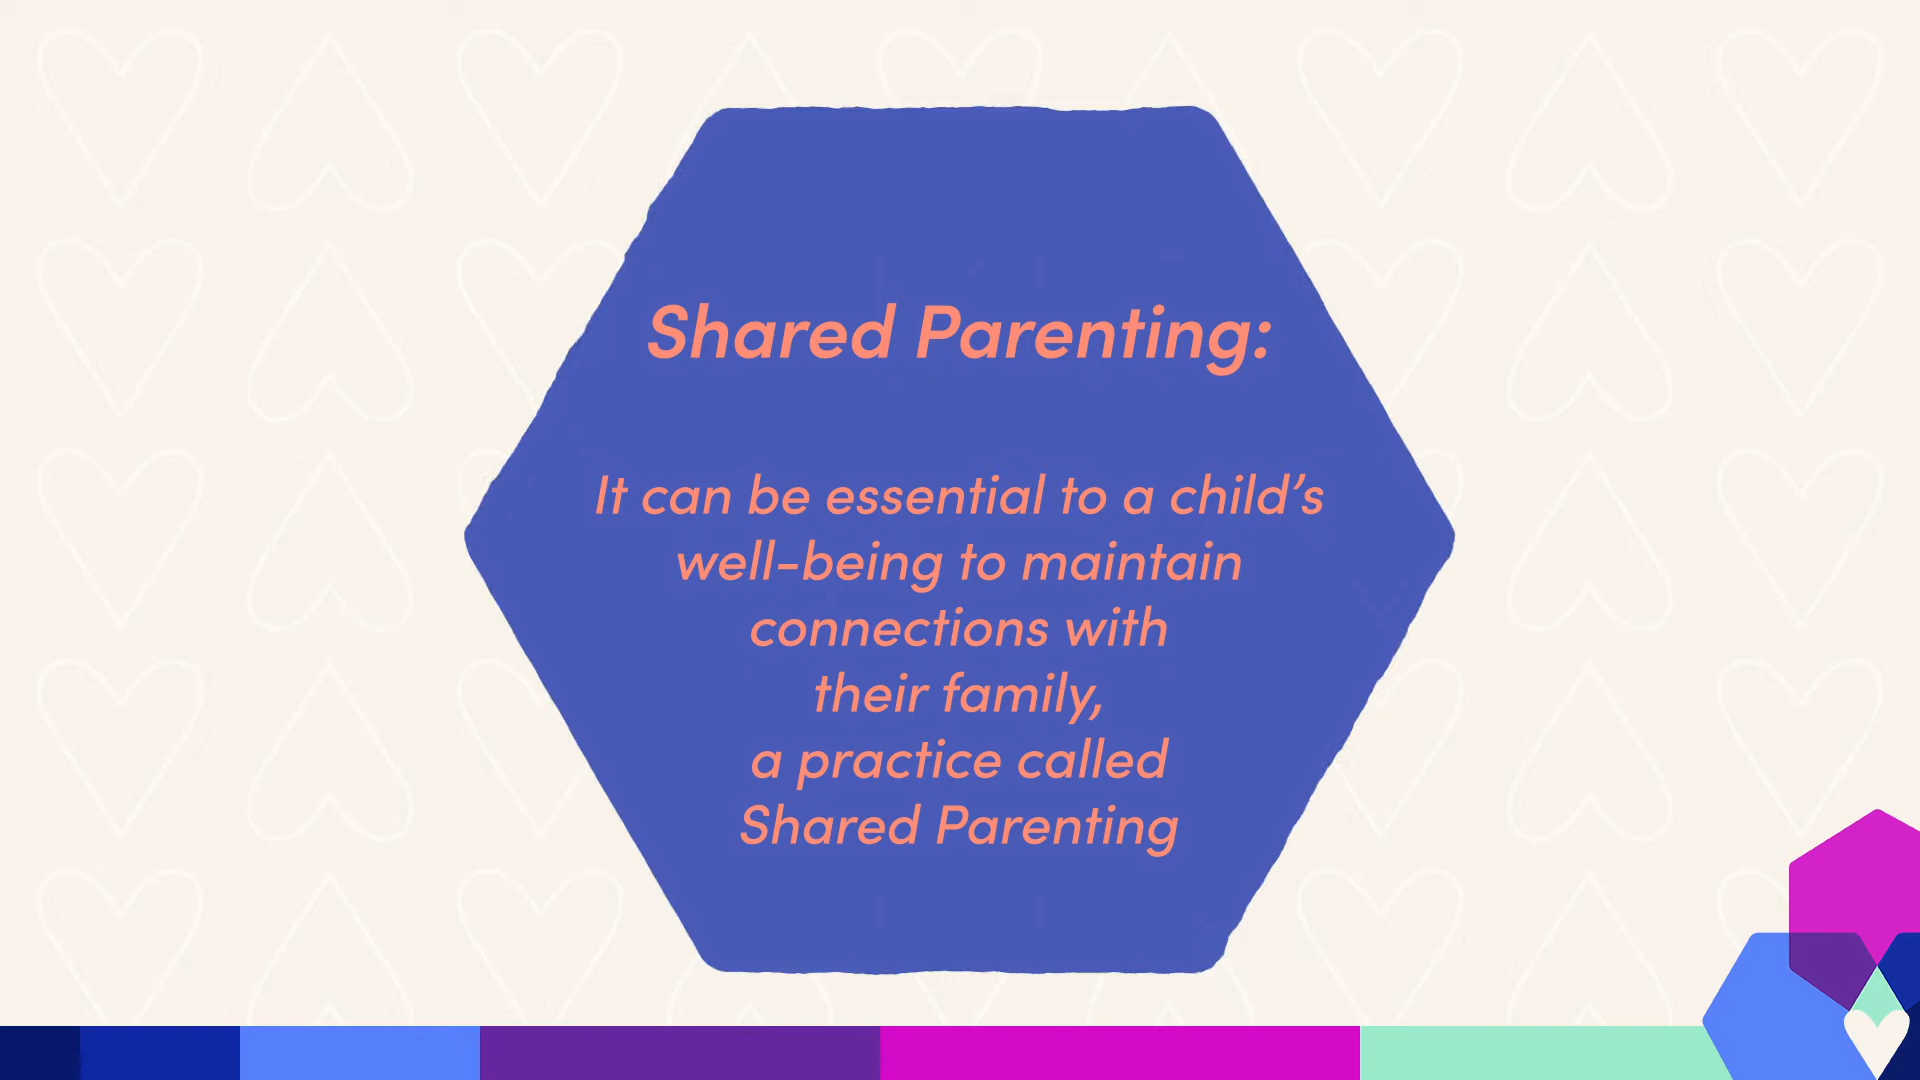 Shared Parenting:
It can be essential to a child’s
well-being to maintain
connections with
their family,
a practice called
Shared Parenting